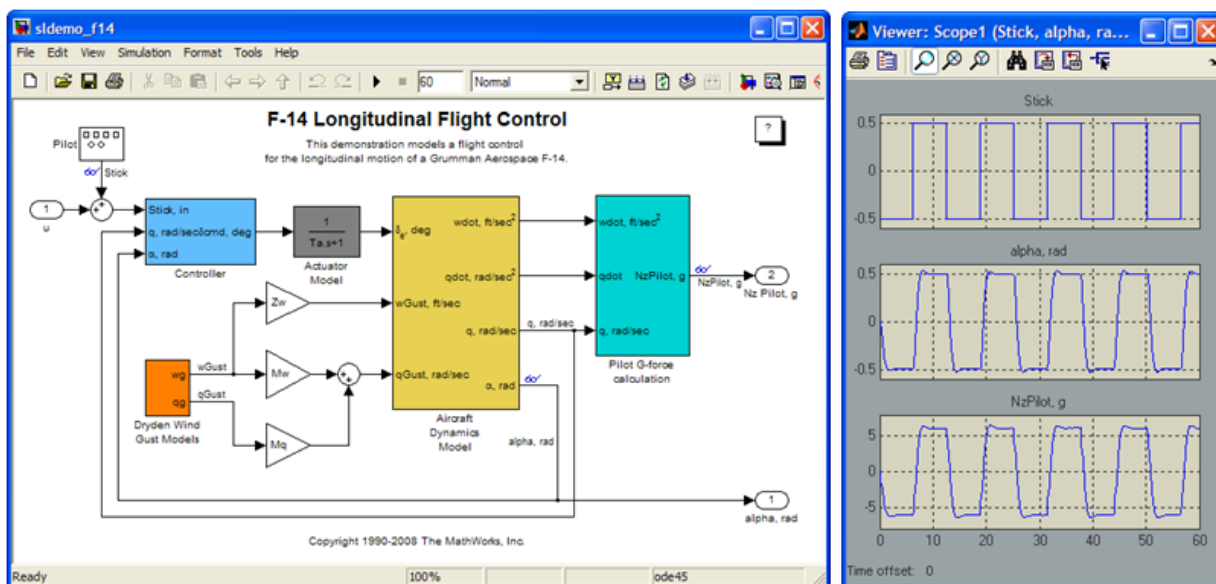 sldemo_f14
File Edit View Simulation Format Tools Help
60 Normal
F-14 Longitudinal Flight Control
This demonstration models a flight control
for the longitudinal motion of a Grumman Aerospace F-14.
?
Pilot
Stick
1
u
Stick, in
q, rad/secδcmd, deg
α, rad
Controller
1
Ta.s+1
Actuator
Model
δe, deg
wdot, ft/sec2
qdot, rad/sec2
wGust, ft/sec
q, rad/sec
qGust, rad/sec
α, rad
Aircraft
Dynamics
Model
q, rad/sec
alpha, rad
wdot, ft/sec2
qdot NzPilot, g
q, rad/sec
Pilot G-force
calculation
NzPilot, g
2
Nz Pilot, g
Zw
Mw
Mq
wg
qg
wGust
qGust
Dryden Wind
Gust Models
1
alpha, rad
Copyright 1990-2008 The MathWorks, Inc.
Ready 100% ode45
Viewer: Scope1 (Stick, alpha, ra...
Stick
0.5
0
-0.5
alpha, rad
0.5
0
-0.5
NzPilot, g
5
0
-5
0 10 20 30 40 50 60
Time offset: 0